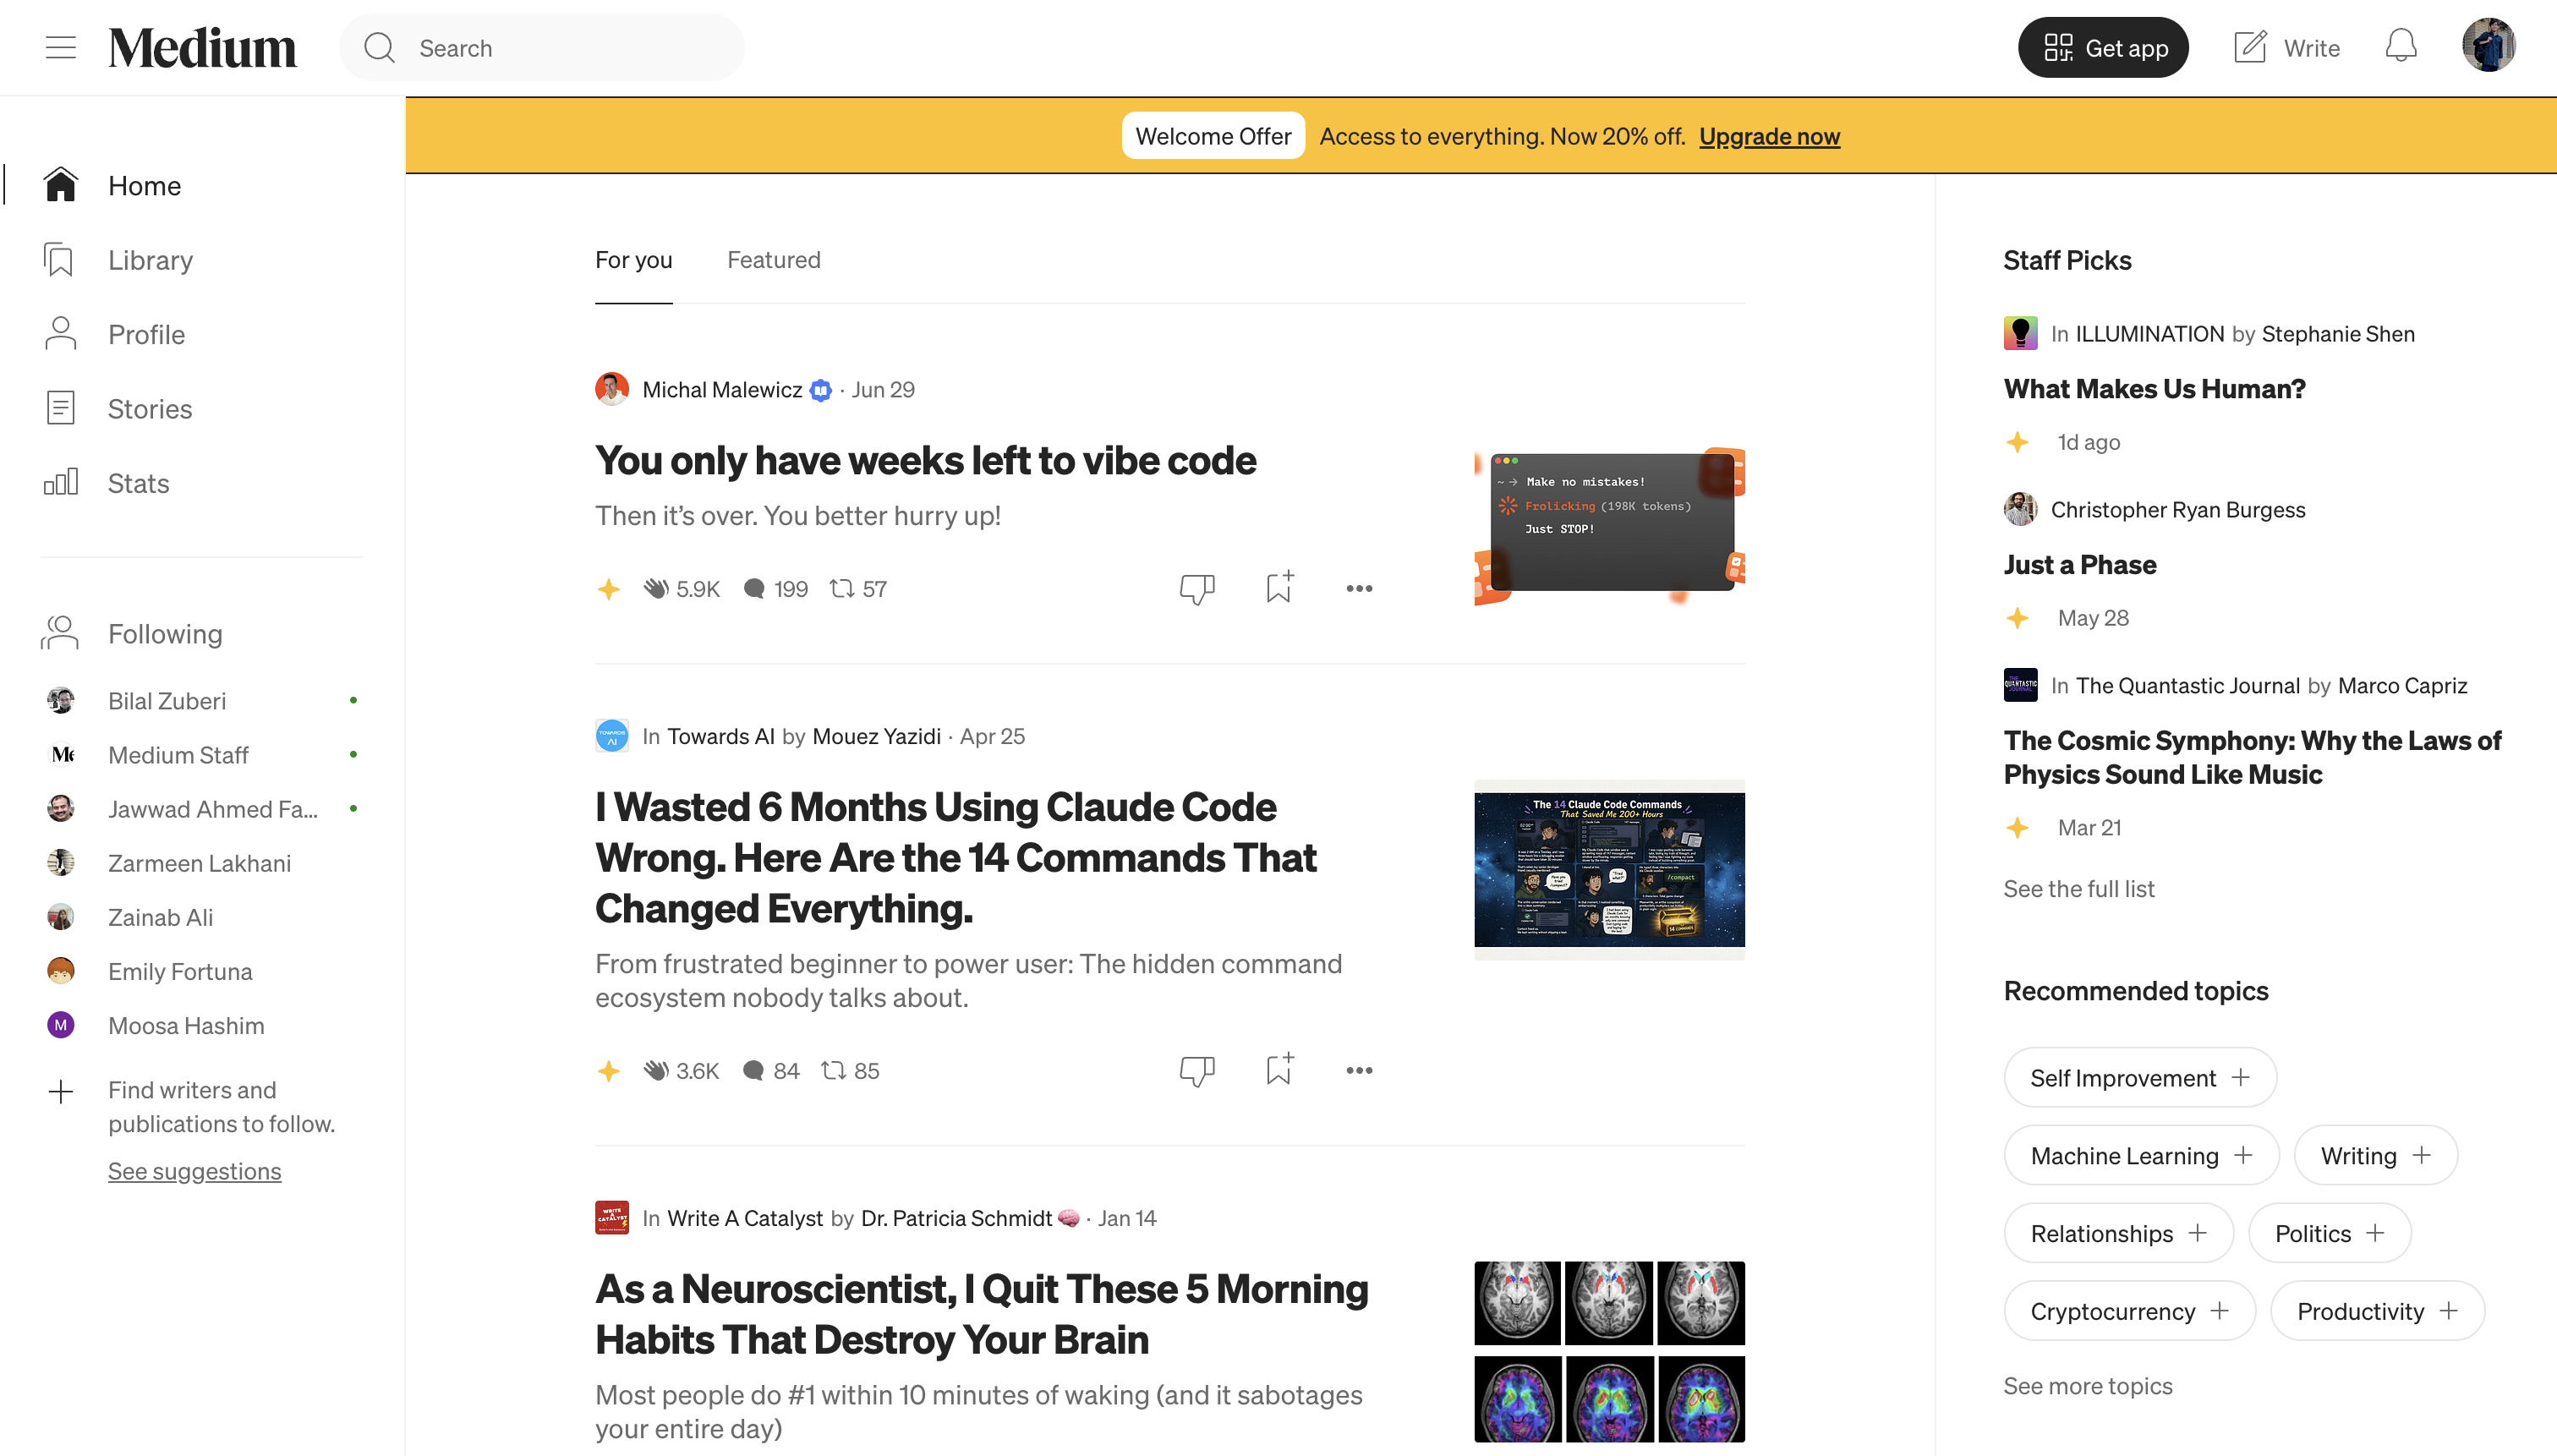 Medium
Search
Get app
Write
Welcome Offer Access to everything. Now 20% off. Upgrade now
Home
Library
Profile
Stories
Stats
Following
Bilal Zuberi
Medium Staff
Jawwad Ahmed Fa...
Zarmeen Lakhani
Zainab Ali
Emily Fortuna
M Moosa Hashim
Find writers and
publications to follow.
See suggestions
For you Featured
Michal Malewicz · Jun 29
You only have weeks left to vibe code
Then it’s over. You better hurry up!
5.9K 199 57
~ → Make no mistakes!
Frolicking (198K tokens)
Just STOP!
TOWARDS
AI
In Towards AI by Mouez Yazidi · Apr 25
I Wasted 6 Months Using Claude Code
Wrong. Here Are the 14 Commands That
Changed Everything.
From frustrated beginner to power user: The hidden command
ecosystem nobody talks about.
3.6K 84 85
The 14 Claude Code Commands
That Saved Me 200+ Hours
/compact
14 COMMANDS
WRITE
A
CATALYST
In Write A Catalyst by Dr. Patricia Schmidt · Jan 14
As a Neuroscientist, I Quit These 5 Morning
Habits That Destroy Your Brain
Most people do #1 within 10 minutes of waking (and it sabotages
your entire day)
Staff Picks
In ILLUMINATION by Stephanie Shen
What Makes Us Human?
1d ago
Christopher Ryan Burgess
Just a Phase
May 28
THE
QUANTASTIC
JOURNAL
In The Quantastic Journal by Marco Capriz
The Cosmic Symphony: Why the Laws of
Physics Sound Like Music
Mar 21
See the full list
Recommended topics
Self Improvement
Machine Learning Writing
Relationships Politics
Cryptocurrency Productivity
See more topics